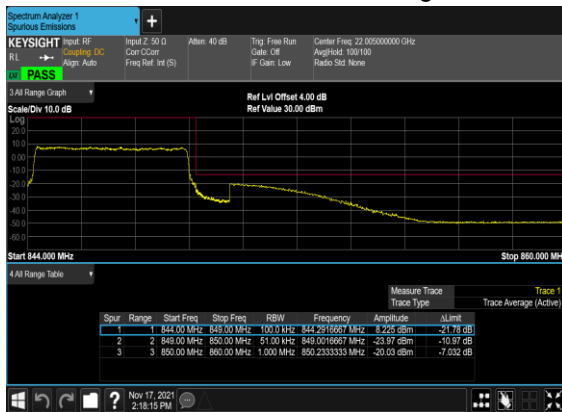 Spectrum Analyzer 1
Spurious Emissions
KEYSIGHT Input: RF Input Z: 50 Ω Atten: 40 dB Trig: Free Run Center Freq: 22.005000000 GHz
RL Coupling: DC Corr CCorr Gate: Off Avg|Hold: 100/100
Align: Auto Freq Ref: Int (S) IF Gain: Low Radio Std: None
PASS
3 All Range Graph
Ref Lvl Offset 4.00 dB
Scale/Div 10.0 dB Ref Value 30.00 dBm
Log
20.0
10.0
0.00
-10.0
-20.0
-30.0
-40.0
-50.0
-60.0
Start 844.000 MHz Stop 860.000 MH
4 All Range Table
Measure Trace Trace 1
Trace Type Trace Average (Active)
Spur Range Start Freq Stop Freq RBW Frequency Amplitude ΔLimit
1 1 844.00 MHz 849.00 MHz 100.0 kHz 844.2916667 MHz 8.225 dBm -21.78 dB
2 2 849.00 MHz 850.00 MHz 51.00 kHz 849.0016667 MHz -23.97 dBm -10.97 dB
3 3 850.00 MHz 860.00 MHz 1.000 MHz 850.2333333 MHz -20.03 dBm -7.032 dB
Nov 17, 2021
2:18:15 PM